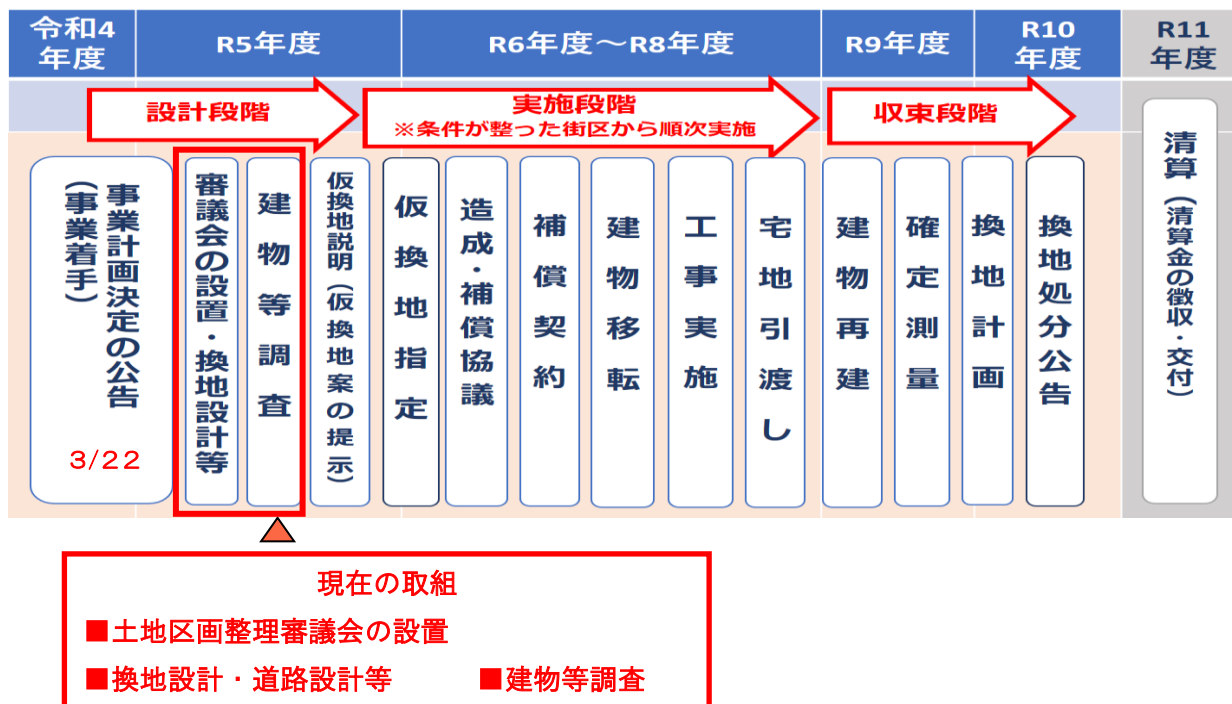 令和4
年度
R5年度
R6年度～R8年度
R9年度
R10
年度
R11
年度
設計段階
実施段階
※条件が整った街区から順次実施
収束段階
事業計画決定の公告
(事業着手)
3/22
審議会の設置・換地設計等
建物等調査
仮換地説明(仮換地案の提示)
仮換地指定
造成・補償協議
補償契約
建物移転
工事実施
宅地引渡し
建物再建
確定測量
換地計画
換地処分公告
清算(清算金の徴収・交付)
現在の取組
■土地区画整理審議会の設置
■換地設計・道路設計等 ■建物等調査